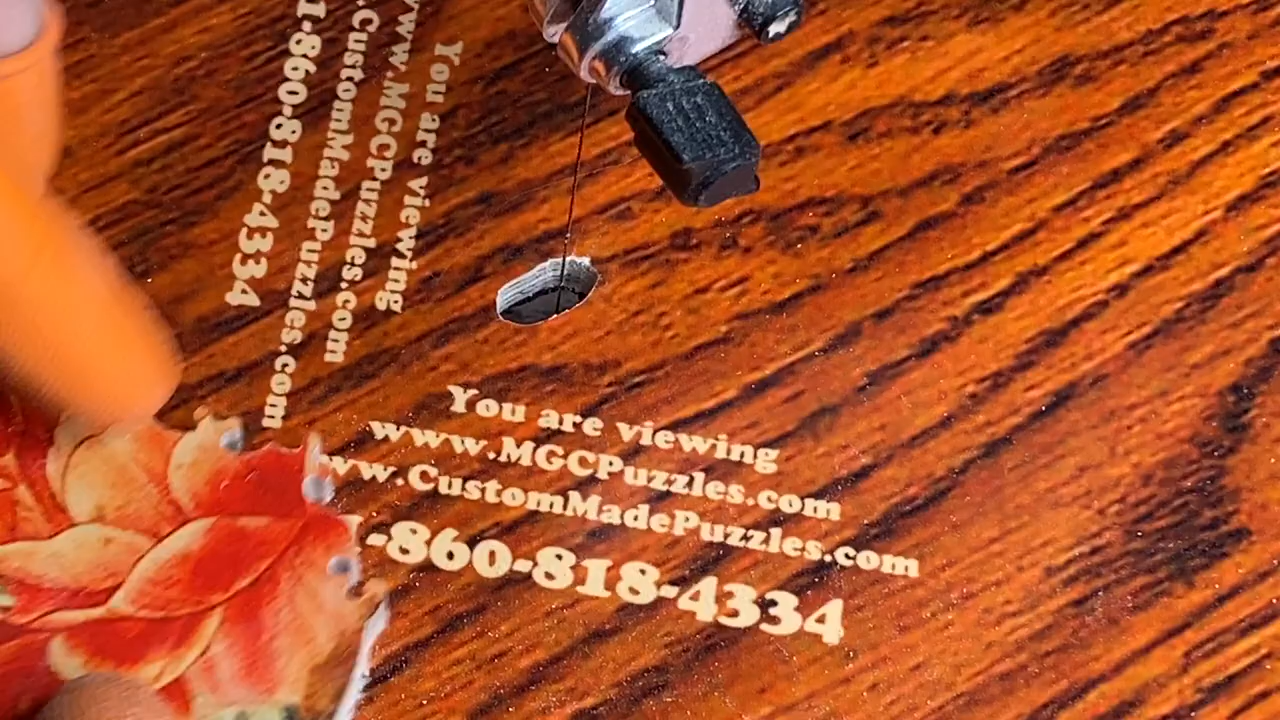 You are viewing
www.MGCPuzzles.com
.CustomMadePuzzles.com
1-860-818-4334
You are viewing
www.MGCPuzzles.com
ww.CustomMadePuzzles.com
-860-818-4334